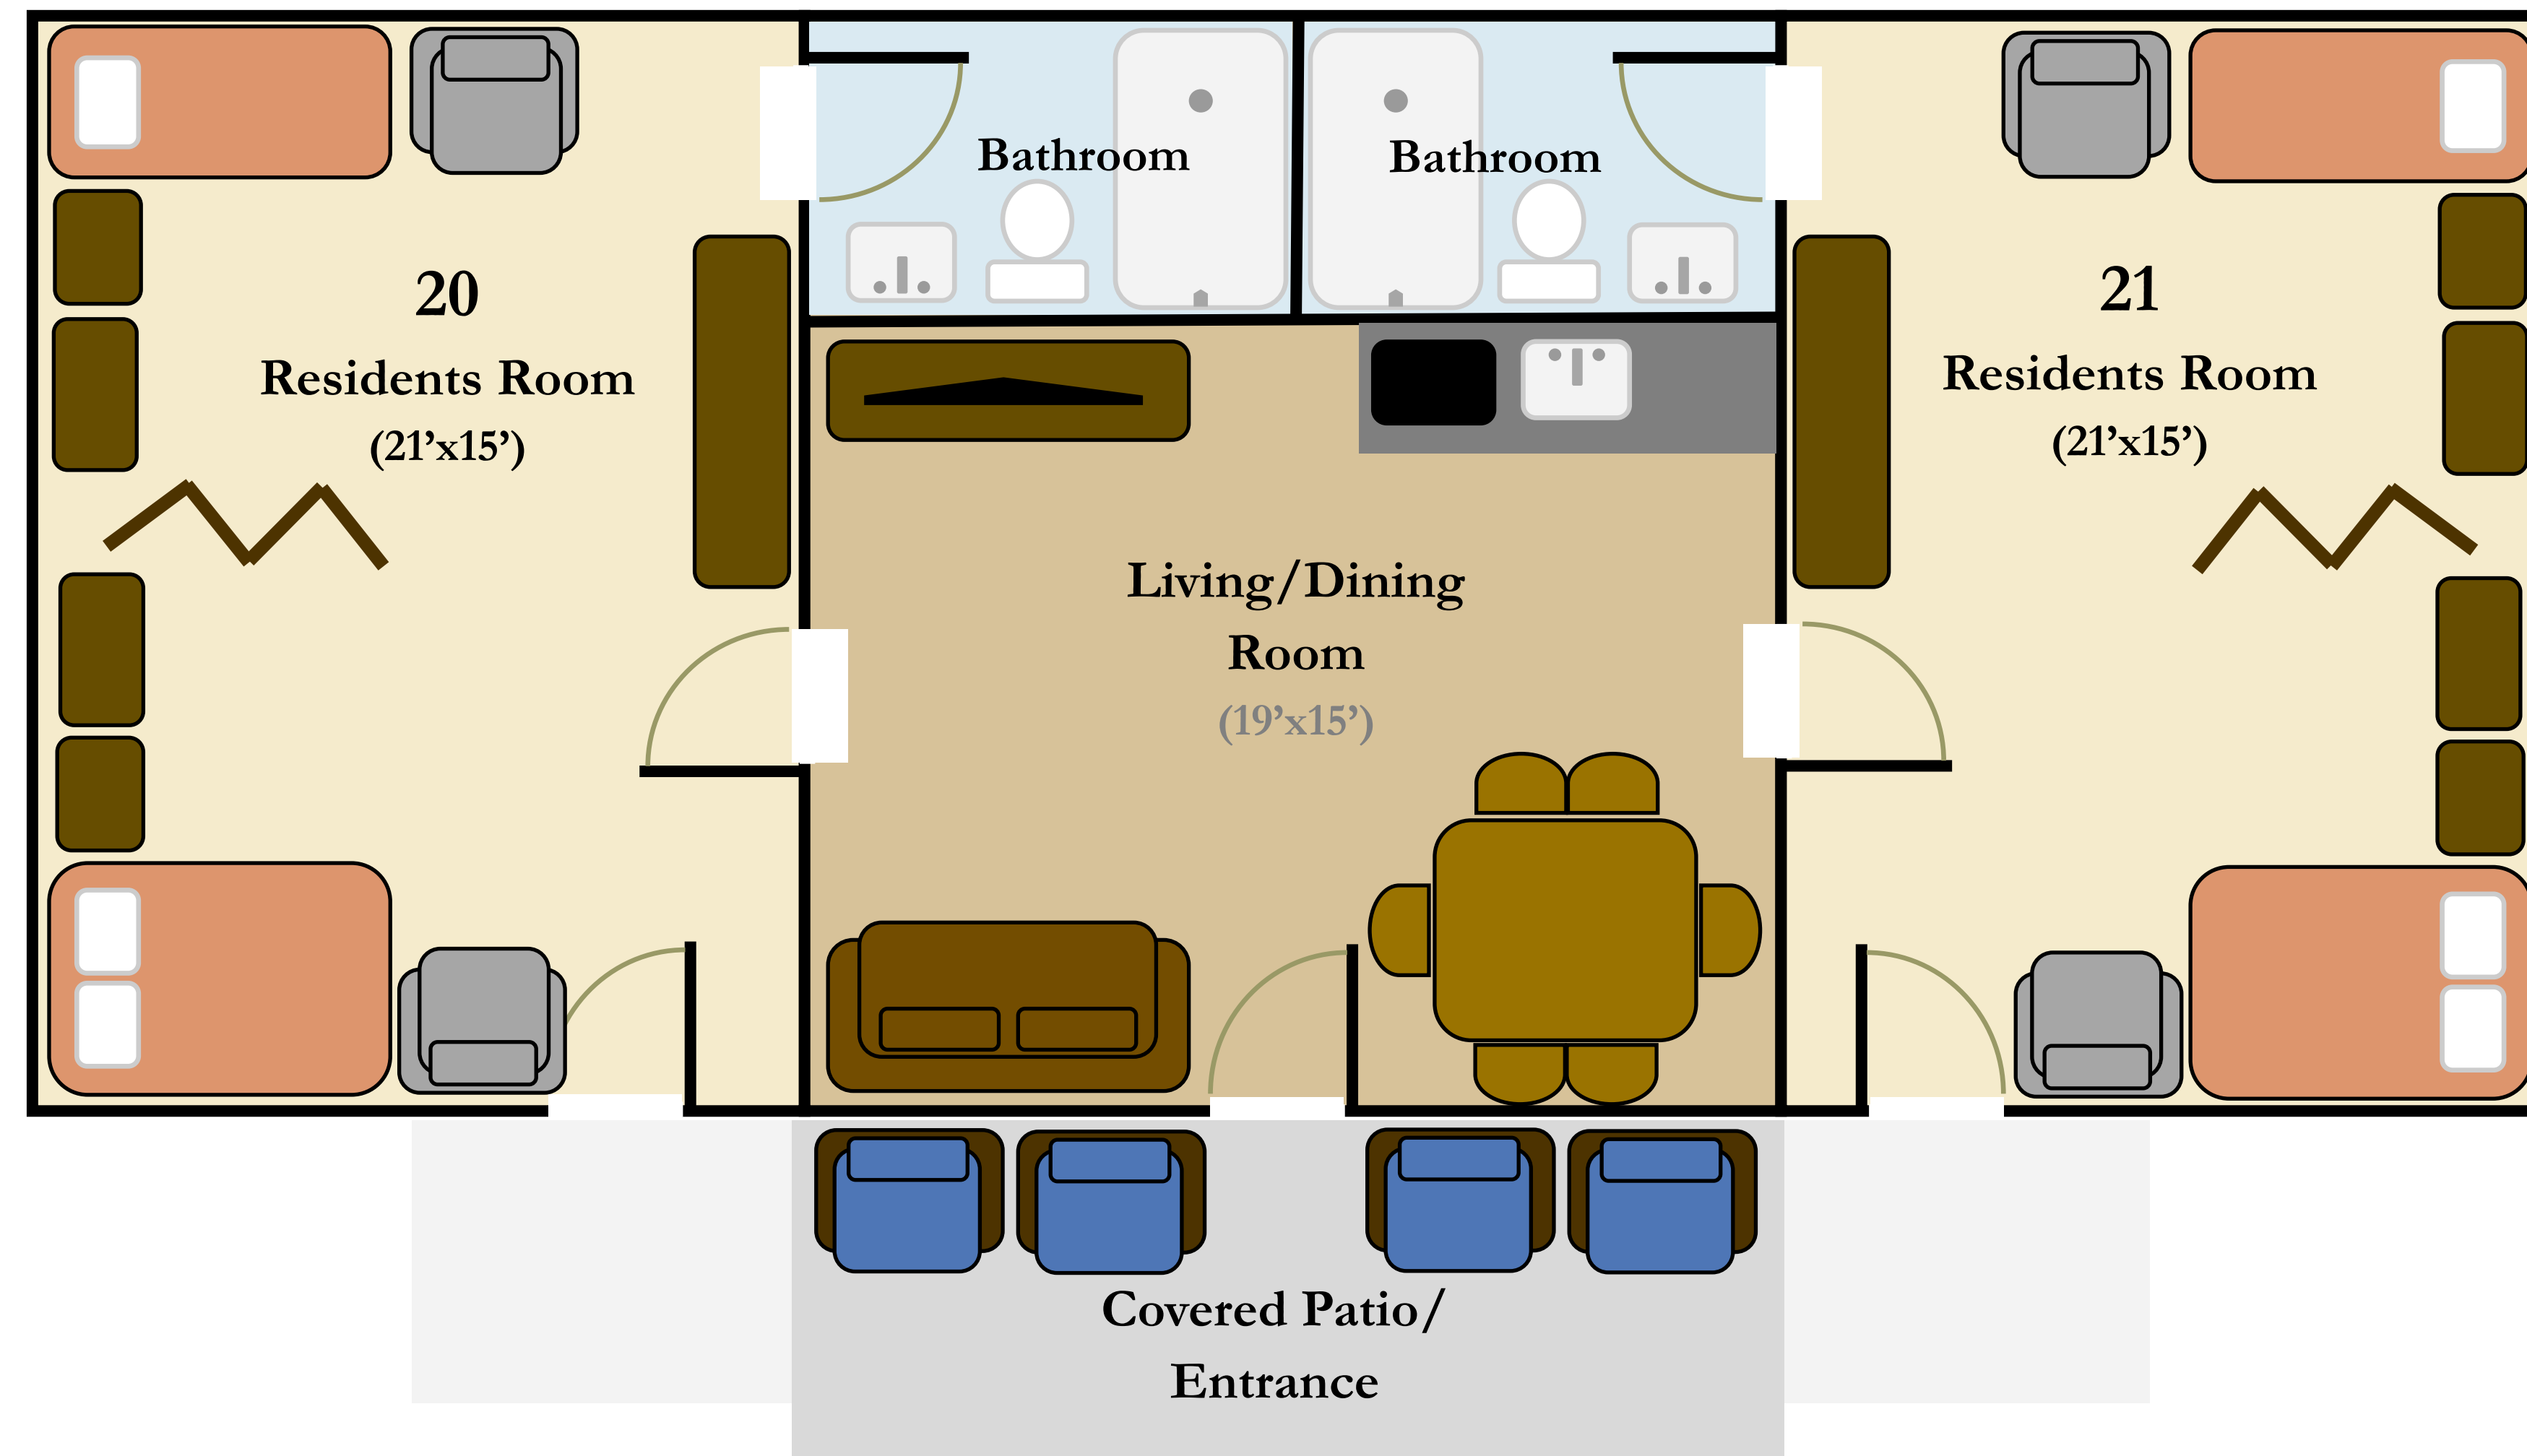 Bathroom
Bathroom
20
Residents Room
(21’x15’)
21
Residents Room
(21’x15’)
Living/Dining
Room
(19’x15’)
Covered Patio/
Entrance